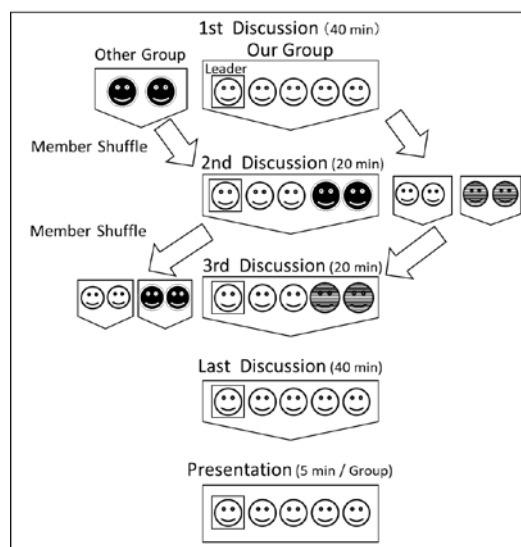 1st Discussion (40 min)
Other Group
Our Group
Leader
Member Shuffle
2nd Discussion (20 min)
Member Shuffle
3rd Discussion (20 min)
Last Discussion (40 min)
Presentation (5 min / Group)